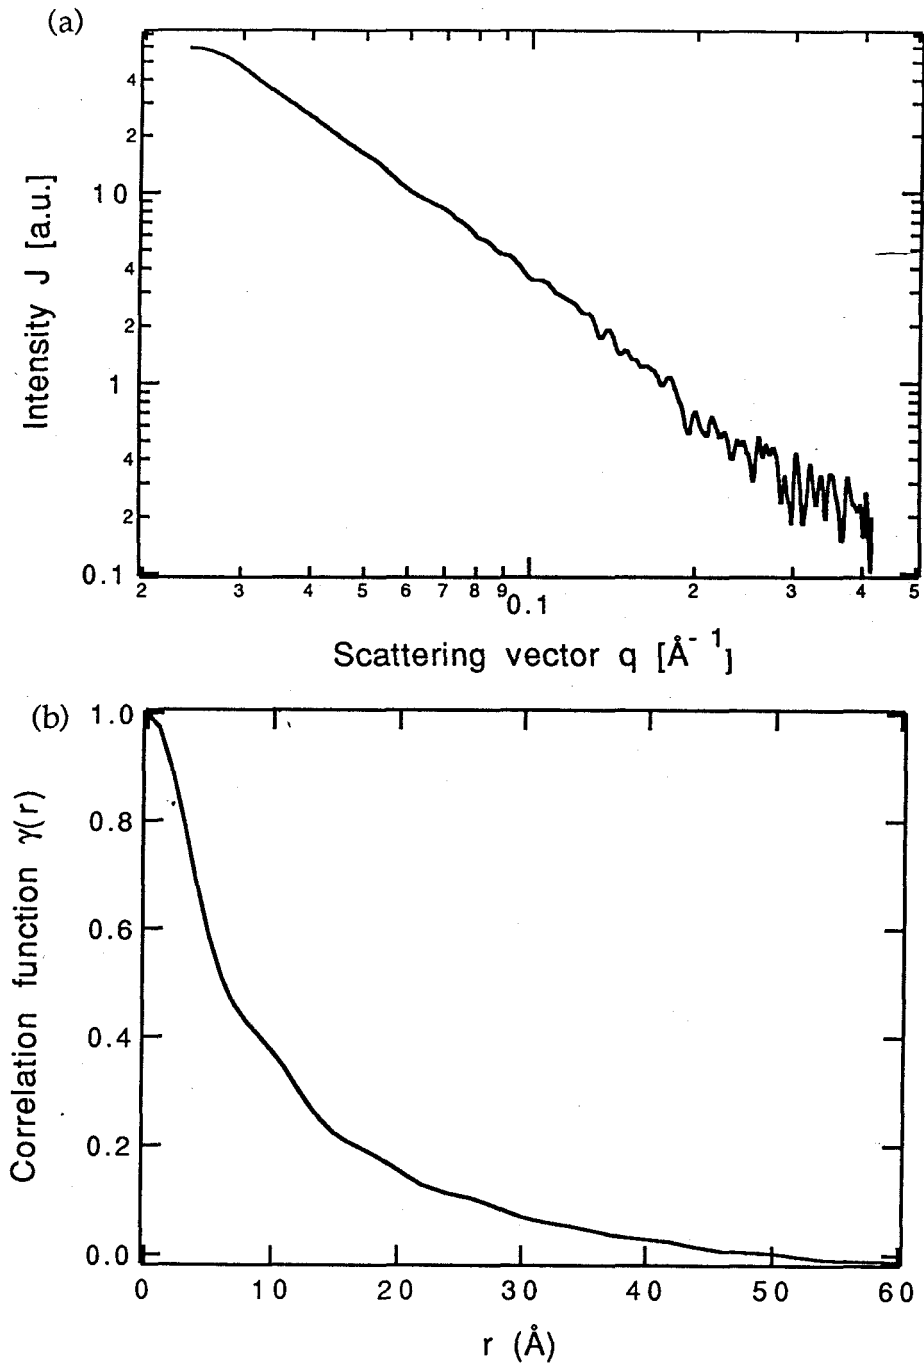 (a)
Intensity J [a.u.]
4
2
10
4
2
1
4
2
0.1
2 3 4 5 6 7 8 9 0.1 2 3 4 5
Scattering vector q [Å⁻¹]
(b)
Correlation function γ(r)
1.0
0.8
0.6
0.4
0.2
0.0
0 10 20 30 40 50 60
r (Å)